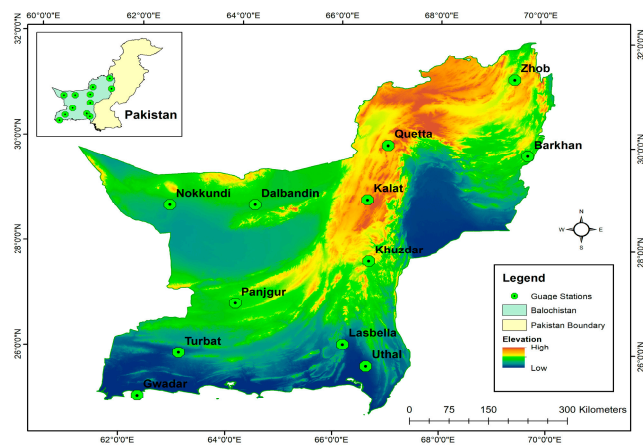 60°0'0"E 62°0'0"E 64°0'0"E 66°0'0"E 68°0'0"E 70°0'0"E
32°0'0"N
30°0'0"N
28°0'0"N
26°0'0"N
32°0'0"N
30°0'0"N
28°0'0"N
26°0'0"N
Pakistan
Zhob
Quetta
Barkhan
Nokkundi
Dalbandin
Kalat
Khuzdar
Panjgur
Turbat
Lasbella
Uthal
Gwadar
N
W E
S
Legend
Guage Stations
Balochistan
Pakistan Boundary
Elevation
High
Low
0 75 150 300 Kilometers
62°0'0"E 64°0'0"E 66°0'0"E 68°0'0"E 70°0'0"E